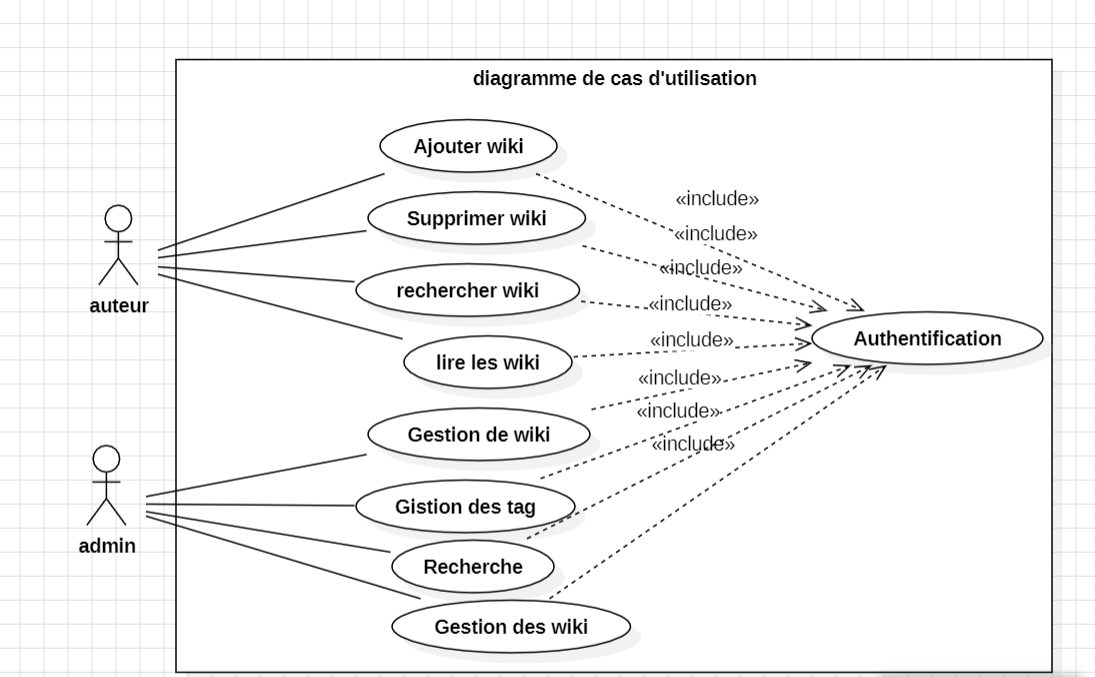 diagramme de cas d'utilisation
Ajouter wiki
«include»
Supprimer wiki
«include»
«include»
rechercher wiki
«include»
auteur
Authentification
«include»
lire les wiki
«include»
«include»
Gestion de wiki
«include»
Gistion des tag
admin
Recherche
Gestion des wiki